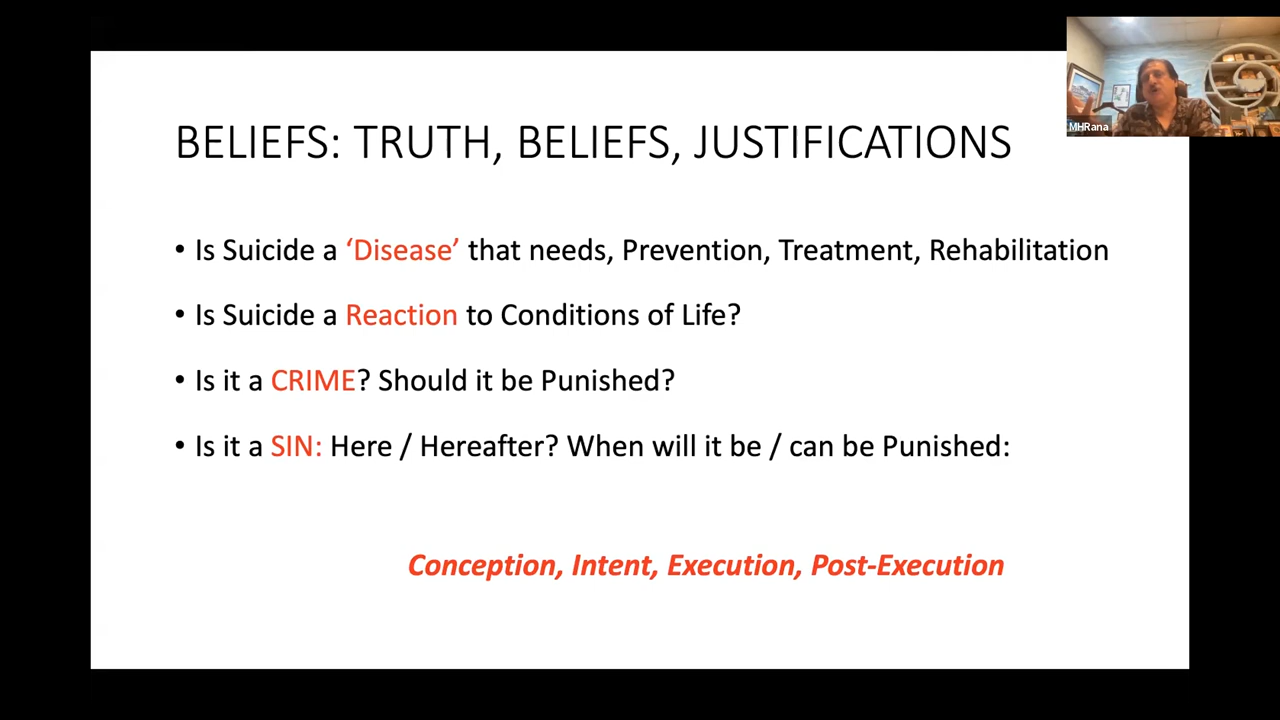 MHRana
BELIEFS: TRUTH, BELIEFS, JUSTIFICATIONS
• Is Suicide a ‘Disease’ that needs, Prevention, Treatment, Rehabilitation
• Is Suicide a Reaction to Conditions of Life?
• Is it a CRIME? Should it be Punished?
• Is it a SIN: Here / Hereafter? When will it be / can be Punished:
Conception, Intent, Execution, Post-Execution